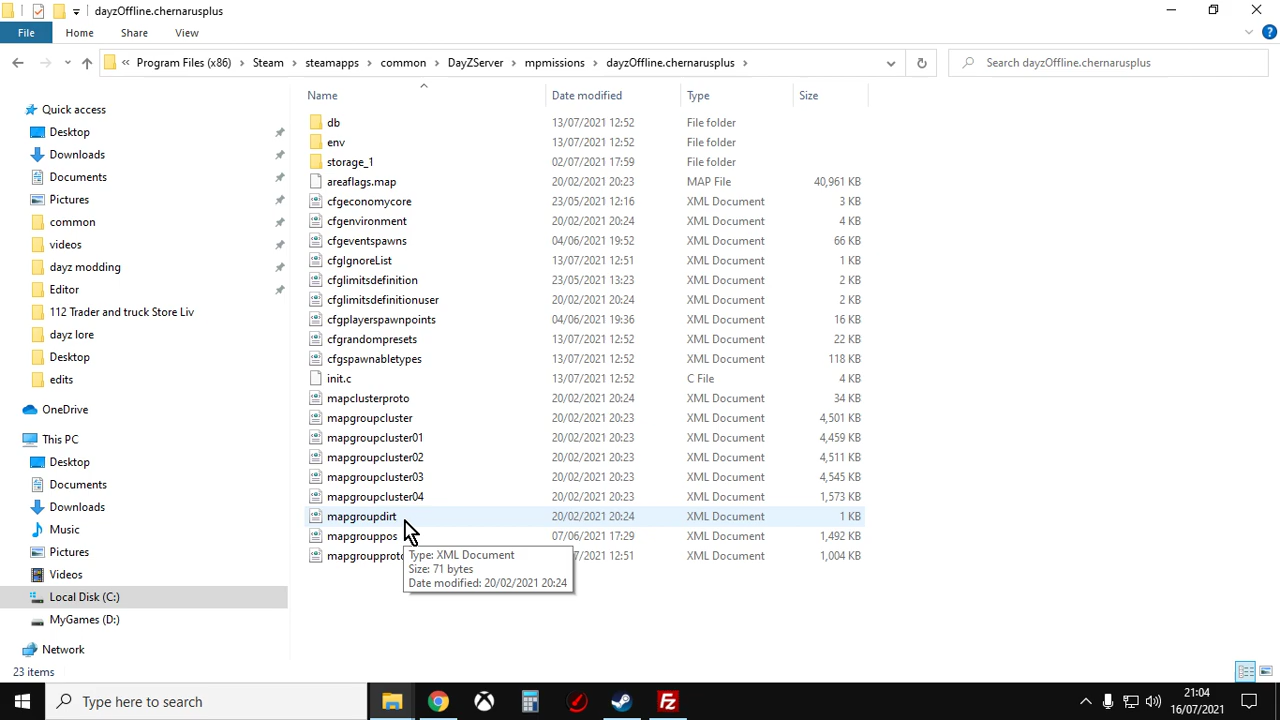 dayzOffline.chernarusplus
File Home Share View
« Program Files (x86) > Steam > steamapps > common > DayZServer > mpmissions > dayzOffline.chernarusplus >
Search dayzOffline.chernarusplus
Quick access
Desktop
Downloads
Documents
Pictures
common
videos
dayz modding
Editor
112 Trader and truck Store Liv
dayz lore
Desktop
edits
OneDrive
This PC
Desktop
Documents
Downloads
Music
Pictures
Videos
Local Disk (C:)
MyGames (D:)
Network
Name Date modified Type Size
db 13/07/2021 12:52 File folder
env 13/07/2021 12:52 File folder
storage_1 02/07/2021 17:59 File folder
areaflags.map 20/02/2021 20:23 MAP File 40,961 KB
cfgeconomycore 23/05/2021 12:16 XML Document 3 KB
cfgenvironment 20/02/2021 20:24 XML Document 4 KB
cfgeventspawns 04/06/2021 19:52 XML Document 66 KB
cfgIgnoreList 13/07/2021 12:51 XML Document 1 KB
cfglimitsdefinition 23/05/2021 13:23 XML Document 2 KB
cfglimitsdefinitionuser 20/02/2021 20:24 XML Document 2 KB
cfgplayerspawnpoints 04/06/2021 19:36 XML Document 16 KB
cfgrandompresets 13/07/2021 12:52 XML Document 22 KB
cfgspawnabletypes 13/07/2021 12:52 XML Document 118 KB
init.c 13/07/2021 12:52 C File 4 KB
mapclusterproto 20/02/2021 20:24 XML Document 34 KB
mapgroupcluster 20/02/2021 20:23 XML Document 4,501 KB
mapgroupcluster01 20/02/2021 20:23 XML Document 4,459 KB
mapgroupcluster02 20/02/2021 20:23 XML Document 4,511 KB
mapgroupcluster03 20/02/2021 20:23 XML Document 4,545 KB
mapgroupcluster04 20/02/2021 20:23 XML Document 1,573 KB
mapgroupdirt 20/02/2021 20:24 XML Document 1 KB
mapgrouppos 07/06/2021 17:29 XML Document 1,492 KB
mapgroupproto /2021 12:51 XML Document 1,004 KB
Type: XML Document
Size: 71 bytes
Date modified: 20/02/2021 20:24
23 items
Type here to search
21:04
16/07/2021